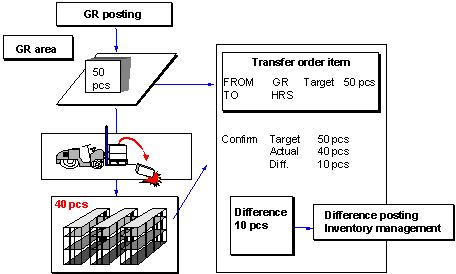 GR posting
GR area
50
pcs
Transfer order item
FROM GR Target 50 pcs
TO HRS
Confirm Target 50 pcs
Actual 40 pcs
Diff. 10 pcs
40 pcs
Difference
10 pcs
Difference posting
Inventory management